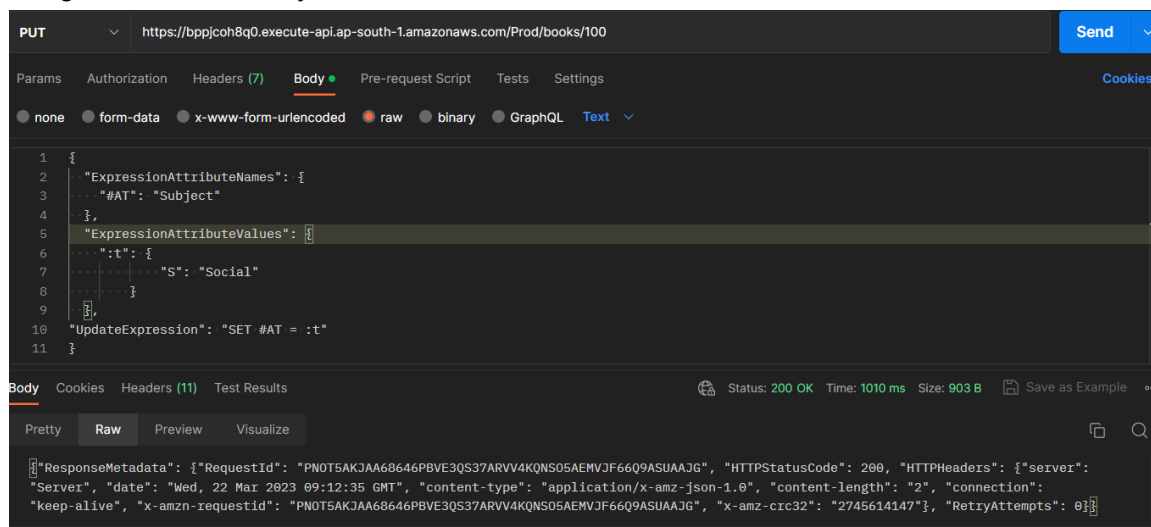 PUT https://bppjcoh8q0.execute-api.ap-south-1.amazonaws.com/Prod/books/100 Send
Params Authorization Headers (7) Body Pre-request Script Tests Settings Cookies
none form-data x-www-form-urlencoded raw binary GraphQL Text
1 {
2 "ExpressionAttributeNames": {
3 "#AT": "Subject"
4 },
5 "ExpressionAttributeValues": {
6 ":t": {
7 "S": "Social"
8 }
9 },
10 "UpdateExpression": "SET #AT = :t"
11 }
Body Cookies Headers (11) Test Results Status: 200 OK Time: 1010 ms Size: 903 B Save as Example
Pretty Raw Preview Visualize
{"ResponseMetadata": {"RequestId": "PNOT5AKJAA68646PBVE3QS37ARVV4KQNSO5AEMVJF66Q9ASUAAJG", "HTTPStatusCode": 200, "HTTPHeaders": {"server":
"Server", "date": "Wed, 22 Mar 2023 09:12:35 GMT", "content-type": "application/x-amz-json-1.0", "content-length": "2", "connection":
"keep-alive", "x-amzn-requestid": "PNOT5AKJAA68646PBVE3QS37ARVV4KQNSO5AEMVJF66Q9ASUAAJG", "x-amz-crc32": "2745614147"}, "RetryAttempts": 0}}